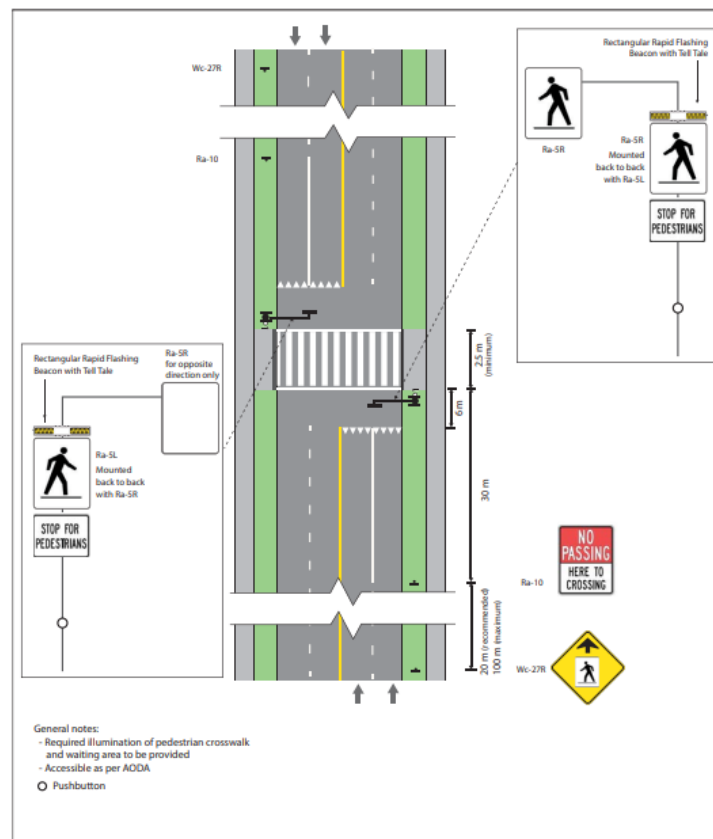 Wc-27R
Ra-10
Rectangular Rapid Flashing
Beacon with Tell Tale
Ra-5R
Ra-5R
Mounted
back to back
with Ra-5L
STOP FOR
PEDESTRIANS
2.5 m
(minimum)
6 m
30 m
20 m (recommended)
100 m (maximum)
Rectangular Rapid Flashing
Beacon with Tell Tale
Ra-5R
for opposite
direction only
Ra-5L
Mounted
back to back
with Ra-5R
STOP FOR
PEDESTRIANS
Ra-10
NO
PASSING
HERE TO
CROSSING
Wc-27R
General notes:
- Required illumination of pedestrian crosswalk
and waiting area to be provided
- Accessible as per AODA
Pushbutton